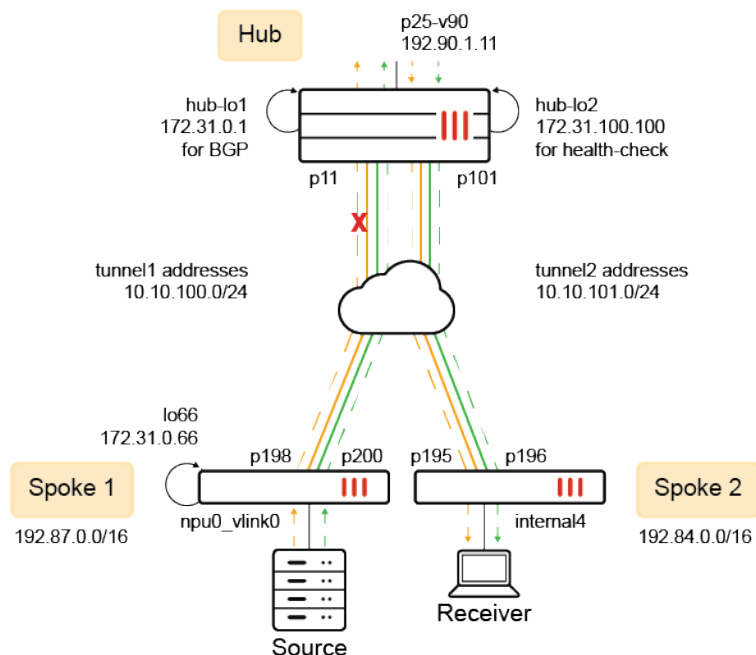 Hub
p25-v90
192.90.1.11
hub-lo1
172.31.0.1
for BGP
hub-lo2
172.31.100.100
for health-check
p11
p101
X
tunnel1 addresses
10.10.100.0/24
tunnel2 addresses
10.10.101.0/24
lo66
172.31.0.66
p198
p200
p195
p196
Spoke 1
192.87.0.0/16
npu0_vlink0
internal4
Spoke 2
192.84.0.0/16
Source
Receiver